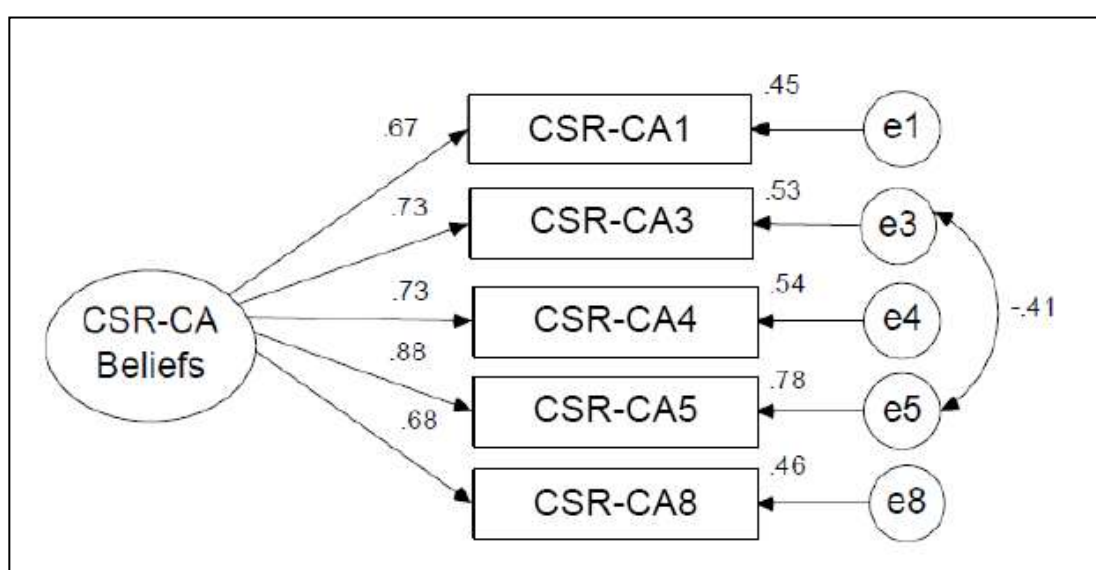 .45
.67
CSR-CA1
e1
.53
.73
CSR-CA3
e3
.73
.54
CSR-CA4
e4
-.41
CSR-CA
Beliefs
.88
.78
CSR-CA5
e5
.68
.46
CSR-CA8
e8